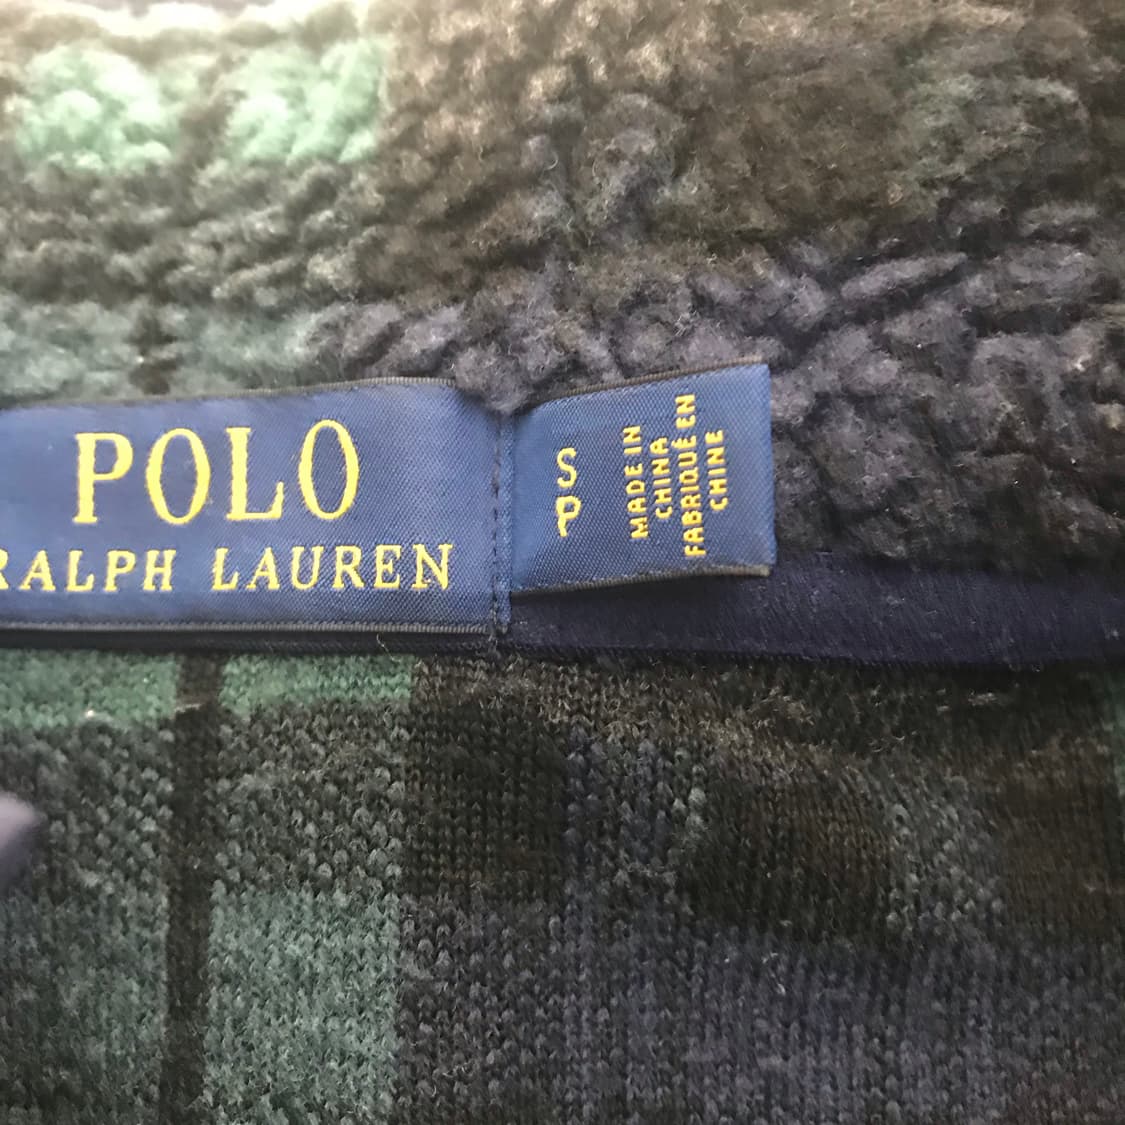 POLO
RALPH LAUREN
S
P
MADE IN
CHINA
FABRIQUÉ EN
CHINE